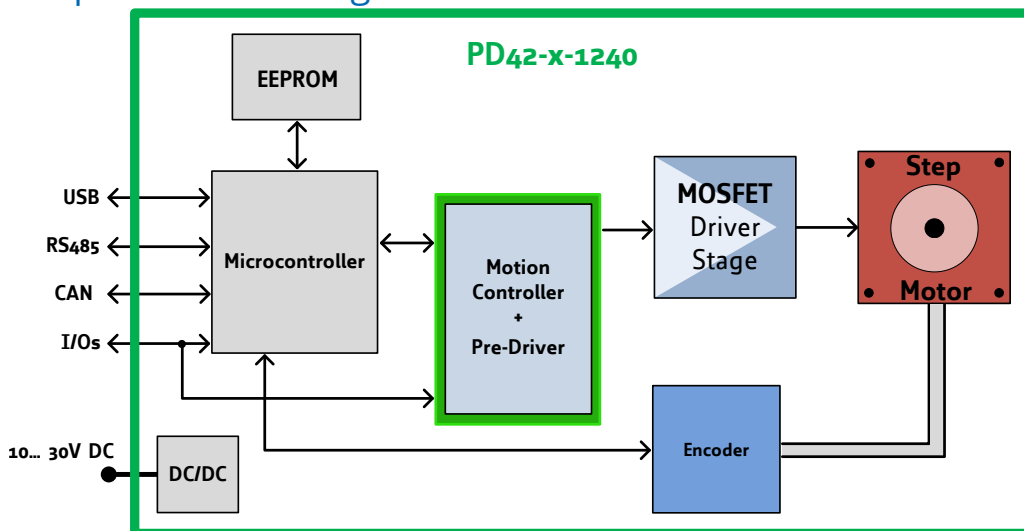 PD42-x-1240
EEPROM
USB
RS485
CAN
I/Os
Microcontroller
Motion
Controller
+
Pre-Driver
MOSFET
Driver
Stage
Step
Motor
Encoder
10... 30V DC
DC/DC